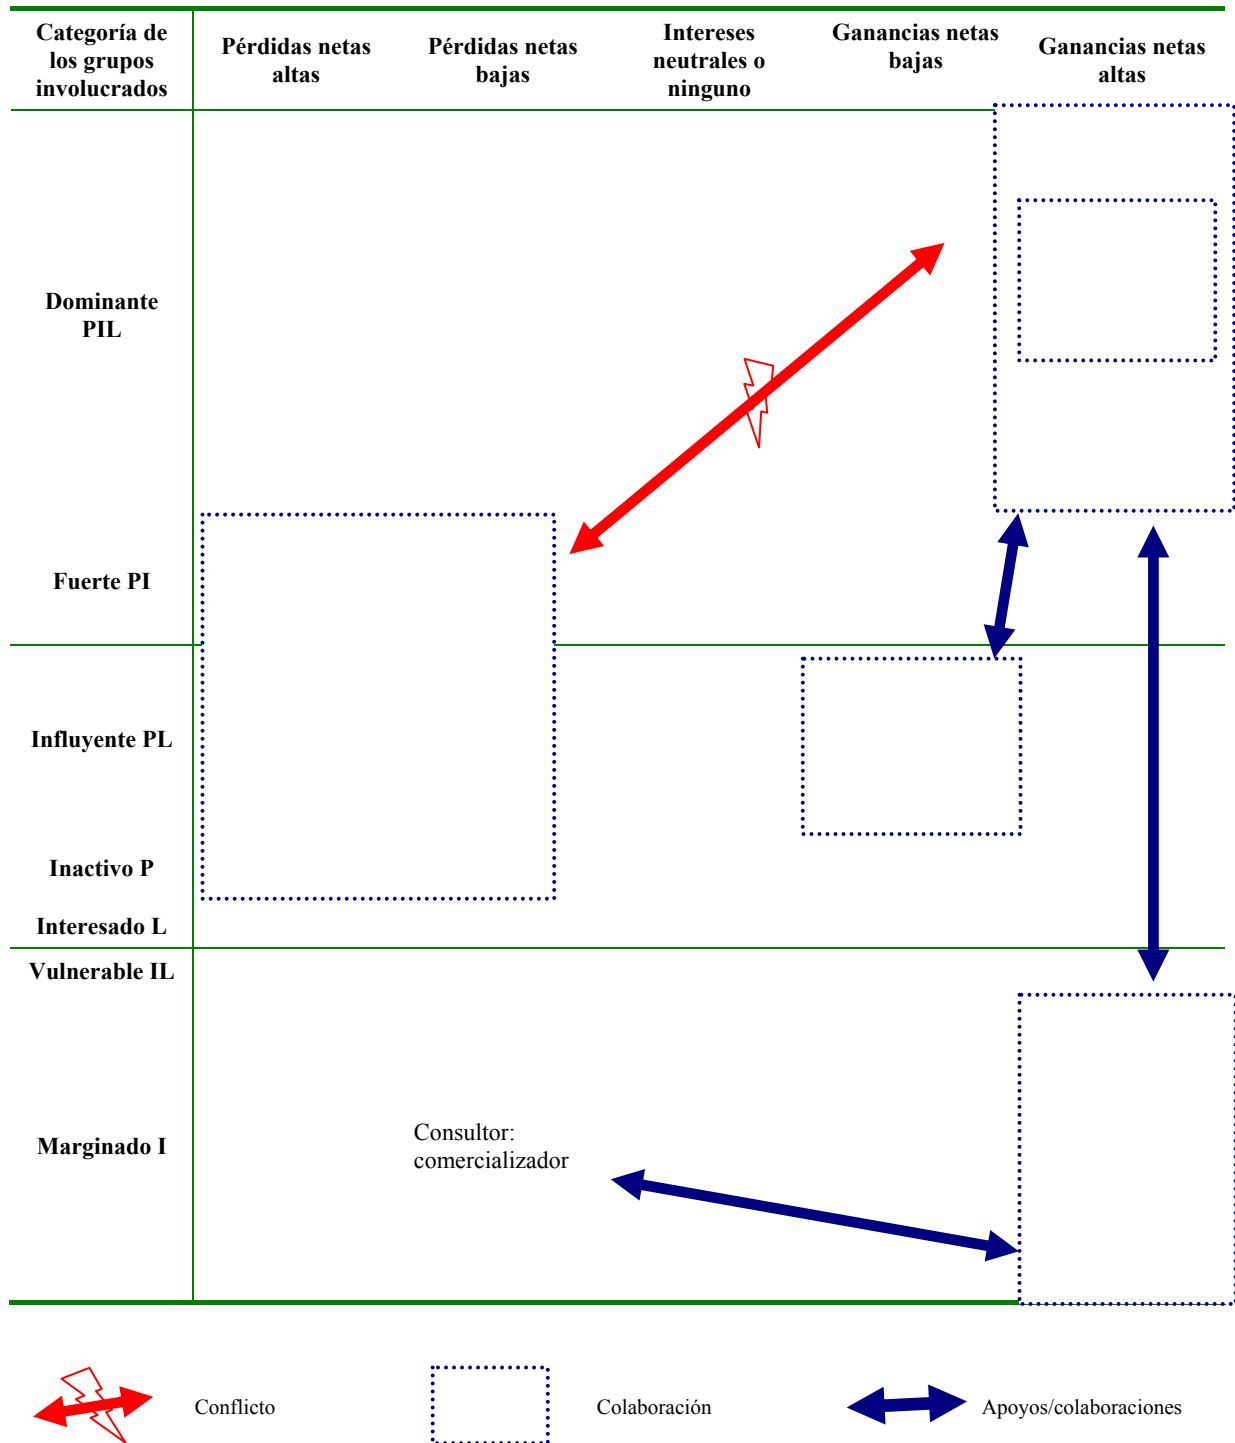 Categoría de
los grupos
involucrados
Pérdidas netas
altas
Pérdidas netas
bajas
Intereses
neutrales o
ninguno
Ganancias netas
bajas
Ganancias netas
altas
Dominante
PIL
Fuerte PI
Influyente PL
Inactivo P
Interesado L
Vulnerable IL
Marginado I
Consultor:
comercializador
Conflicto
Colaboración
Apoyos/colaboraciones